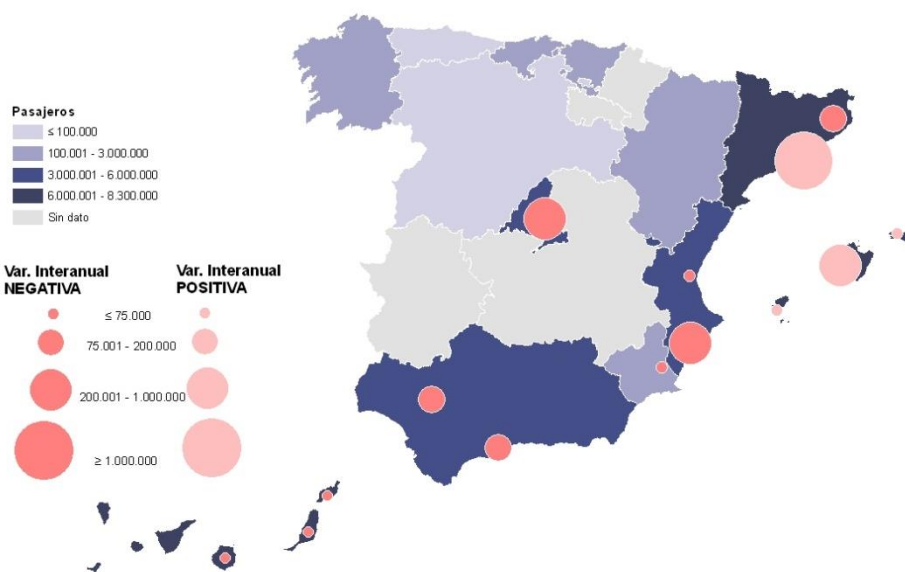 Pasajeros
≤ 100.000
100.001 - 3.000.000
3.000.001 - 6.000.000
6.000.001 - 8.300.000
Sin dato
Var. Interanual
NEGATIVA
Var. Interanual
POSITIVA
≤ 75.000
75.001 - 200.000
200.001 - 1.000.000
≥ 1.000.000